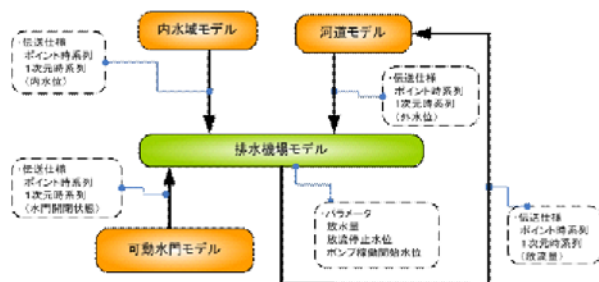 内水域モデル
河道モデル
・伝送仕様
ポイント時系列
1次元時系列
(内水位)
・伝送仕様
ポイント時系列
1次元時系列
(外水位)
排水機場モデル
・伝送仕様
ポイント時系列
1次元時系列
(水門開閉状態)
可動水門モデル
・パラメータ
放水量
放流停止水位
ポンプ稼働開始水位
・伝送仕様
ポイント時系列
1次元時系列
(放流量)